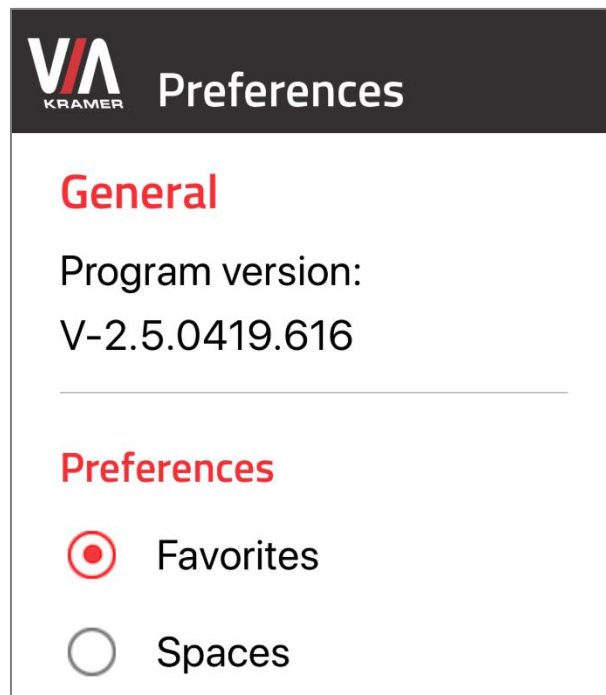 VIA
KRAMER
Preferences
General
Program version:
V-2.5.0419.616
Preferences
Favorites
Spaces